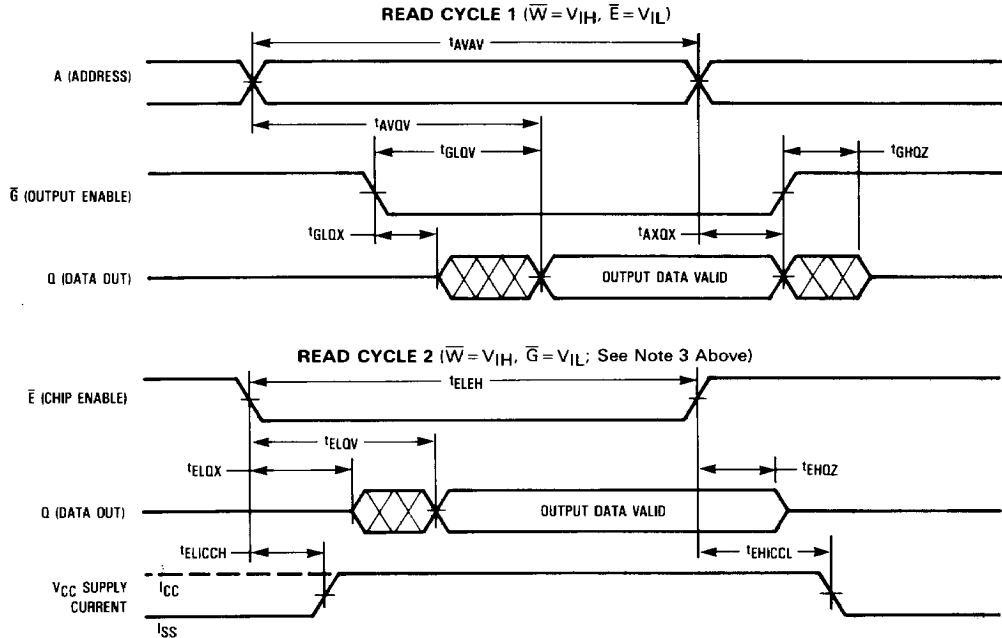 READ CYCLE 1 (W̅ = VIH, E̅ = VIL)
tAVAV
A (ADDRESS)
tAVQV
tGLQV
tGHQZ
G̅ (OUTPUT ENABLE)
tGLQX
tAXQX
Q (DATA OUT)
OUTPUT DATA VALID
READ CYCLE 2 (W̅ = VIH, G̅ = VIL; See Note 3 Above)
tELEH
E̅ (CHIP ENABLE)
tELQV
tELQX
tEHQZ
Q (DATA OUT)
OUTPUT DATA VALID
tELICCH
tEHICCL
VCC SUPPLY
CURRENT
ICC
ISS